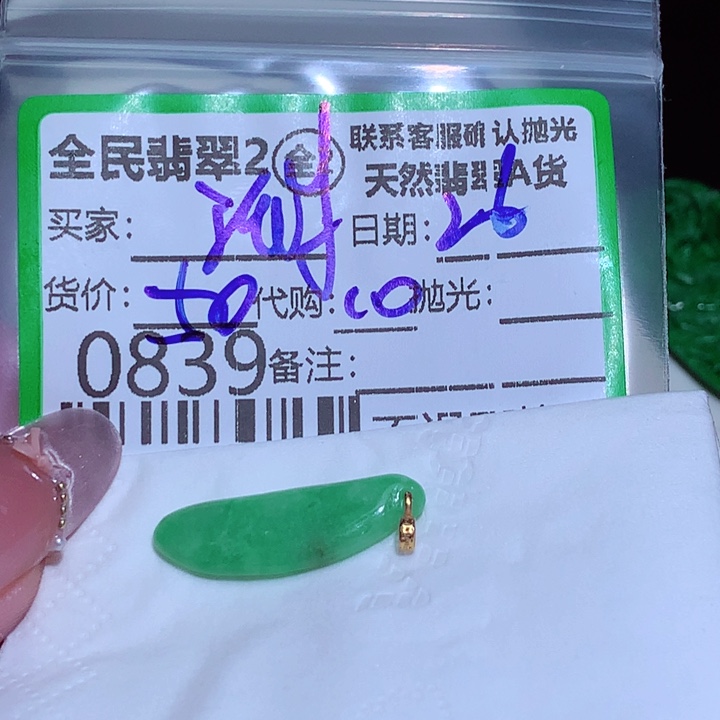 全民翡翠2 全2 联系客服确认抛光
天然翡翠A货
买家: 日期: 26
货价: 50 代购: 10 抛光:
0839 备注: